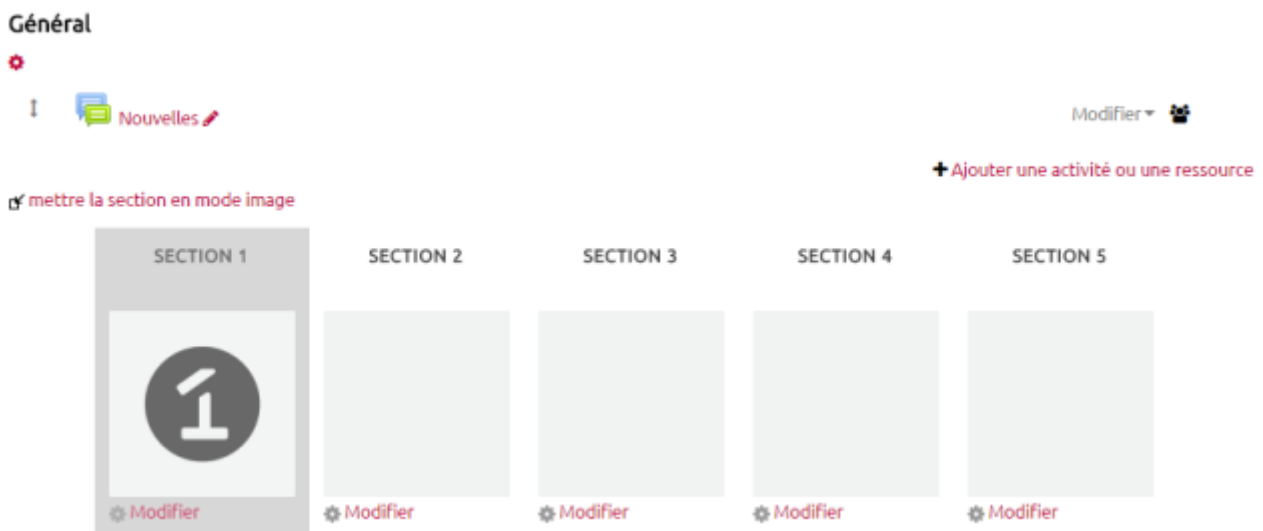 Général
Nouvelles
Modifier
Ajouter une activité ou une ressource
mettre la section en mode image
SECTION 1 SECTION 2 SECTION 3 SECTION 4 SECTION 5
1
Modifier Modifier Modifier Modifier Modifier